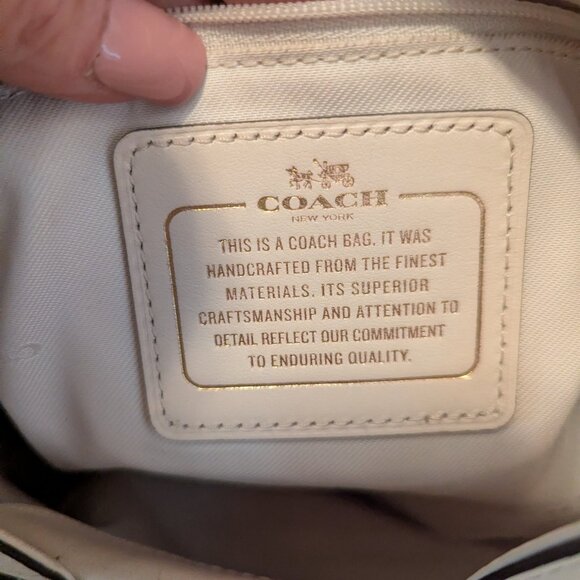 COACH
NEW YORK
THIS IS A COACH BAG. IT WAS
HANDCRAFTED FROM THE FINEST
MATERIALS. ITS SUPERIOR
CRAFTSMANSHIP AND ATTENTION TO
DETAIL REFLECT OUR COMMITMENT
TO ENDURING QUALITY.